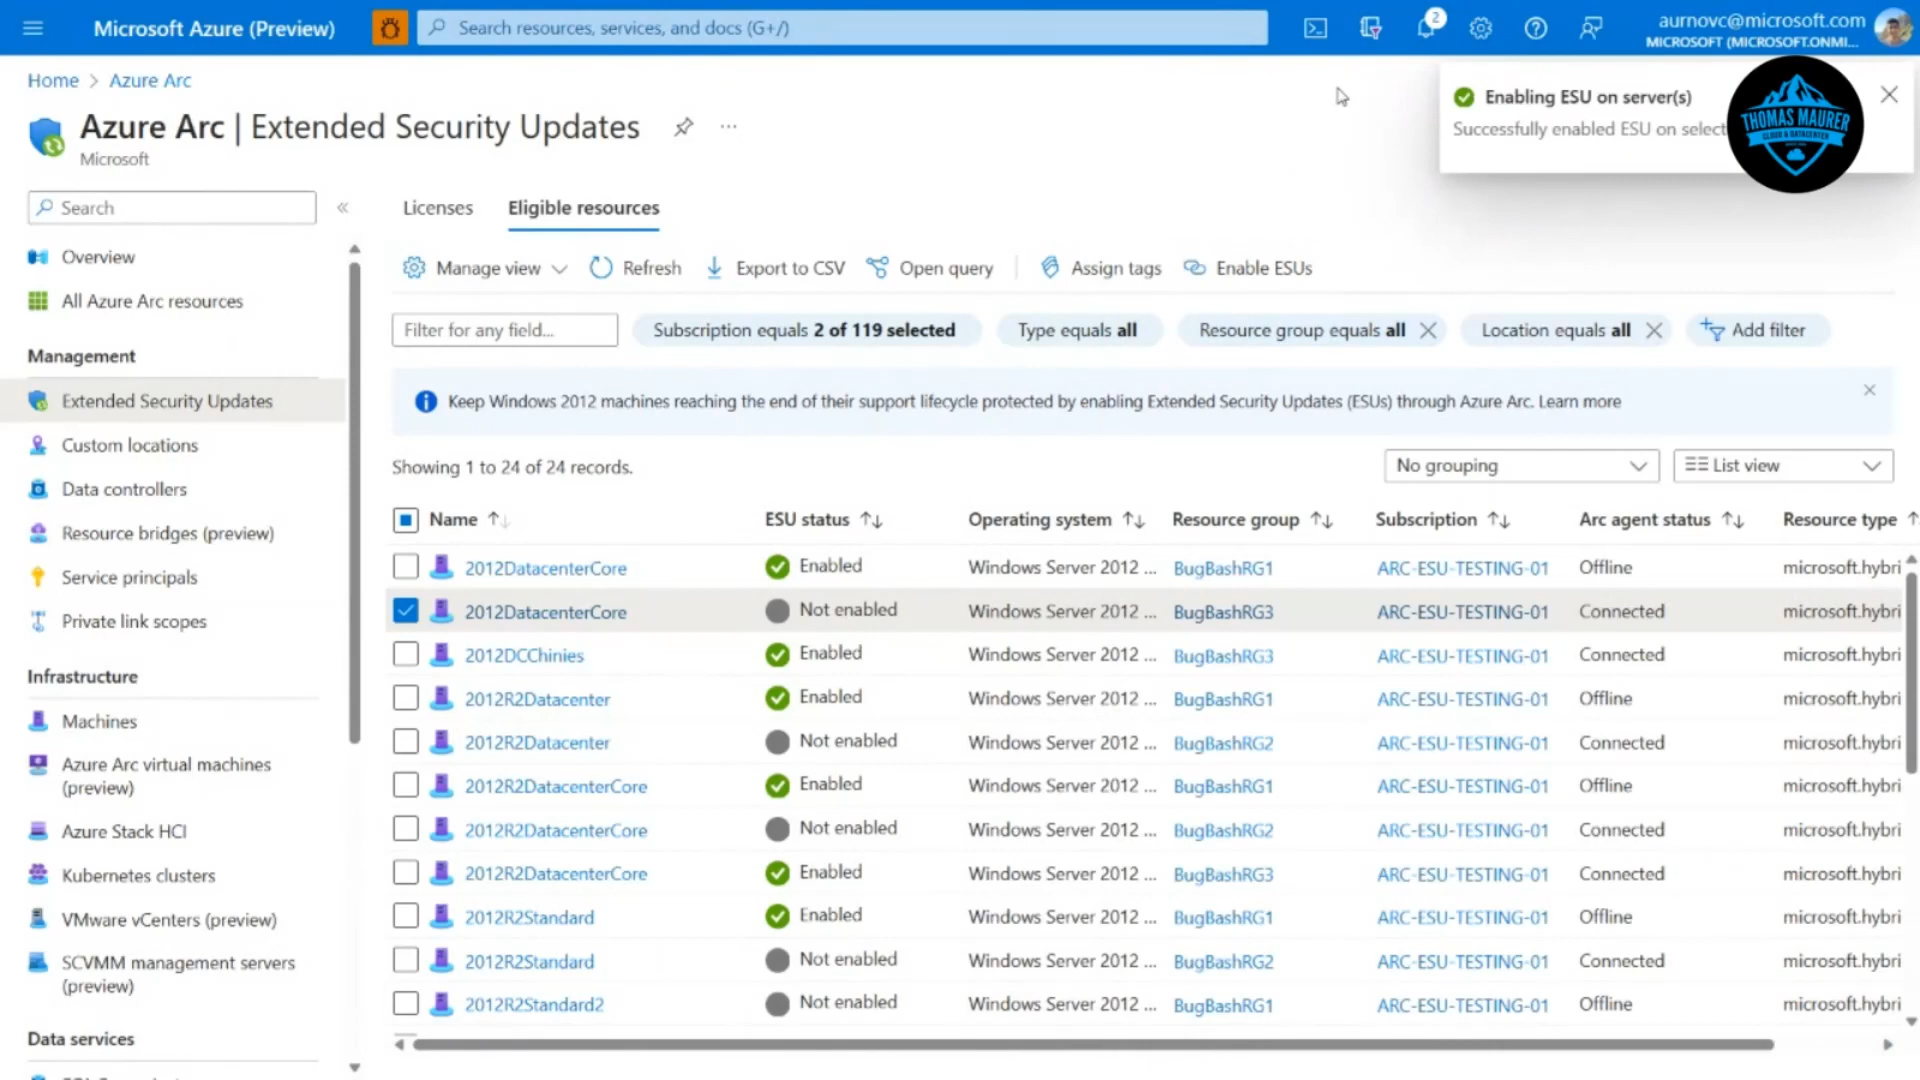 Microsoft Azure (Preview)
Search resources, services, and docs (G+/)
2
aurnovc@microsoft.com
MICROSOFT (MICROSOFT.ONMI...
Home > Azure Arc
Azure Arc | Extended Security Updates
...
Microsoft
Enabling ESU on server(s)
Successfully enabled ESU on select
THOMAS MAURER
CLOUD & DATACENTER
Search
«
Overview
All Azure Arc resources
Management
Extended Security Updates
Custom locations
Data controllers
Resource bridges (preview)
Service principals
Private link scopes
Infrastructure
Machines
Azure Arc virtual machines
(preview)
Azure Stack HCI
Kubernetes clusters
VMware vCenters (preview)
SCVMM management servers
(preview)
Data services
Licenses
Eligible resources
Manage view
Refresh
Export to CSV
Open query
Assign tags
Enable ESUs
Filter for any field...
Subscription equals 2 of 119 selected
Type equals all
Resource group equals all
Location equals all
Add filter
Keep Windows 2012 machines reaching the end of their support lifecycle protected by enabling Extended Security Updates (ESUs) through Azure Arc. Learn more
Showing 1 to 24 of 24 records.
No grouping
List view
Name ESU status Operating system Resource group Subscription Arc agent status Resource type
2012DatacenterCore Enabled Windows Server 2012 ... BugBashRG1 ARC-ESU-TESTING-01 Offline microsoft.hybri
2012DatacenterCore Not enabled Windows Server 2012 ... BugBashRG3 ARC-ESU-TESTING-01 Connected microsoft.hybri
2012DCChinies Enabled Windows Server 2012 ... BugBashRG3 ARC-ESU-TESTING-01 Connected microsoft.hybri
2012R2Datacenter Enabled Windows Server 2012 ... BugBashRG1 ARC-ESU-TESTING-01 Offline microsoft.hybri
2012R2Datacenter Not enabled Windows Server 2012 ... BugBashRG2 ARC-ESU-TESTING-01 Connected microsoft.hybri
2012R2DatacenterCore Enabled Windows Server 2012 ... BugBashRG1 ARC-ESU-TESTING-01 Offline microsoft.hybri
2012R2DatacenterCore Not enabled Windows Server 2012 ... BugBashRG2 ARC-ESU-TESTING-01 Connected microsoft.hybri
2012R2DatacenterCore Enabled Windows Server 2012 ... BugBashRG3 ARC-ESU-TESTING-01 Connected microsoft.hybri
2012R2Standard Enabled Windows Server 2012 ... BugBashRG1 ARC-ESU-TESTING-01 Offline microsoft.hybri
2012R2Standard Not enabled Windows Server 2012 ... BugBashRG2 ARC-ESU-TESTING-01 Connected microsoft.hybri
2012R2Standard2 Not enabled Windows Server 2012 ... BugBashRG1 ARC-ESU-TESTING-01 Offline microsoft.hybri